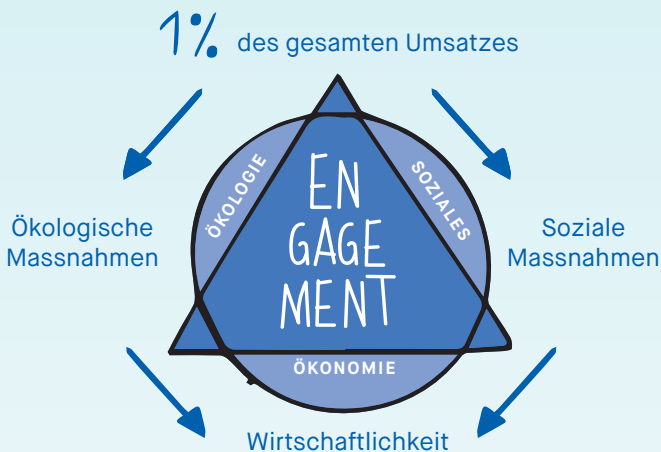 1% des gesamten Umsatzes
ÖKOLOGIE
SOZIALES
EN
GAGE
MENT
Ökologische
Massnahmen
Soziale
Massnahmen
ÖKONOMIE
Wirtschaftlichkeit